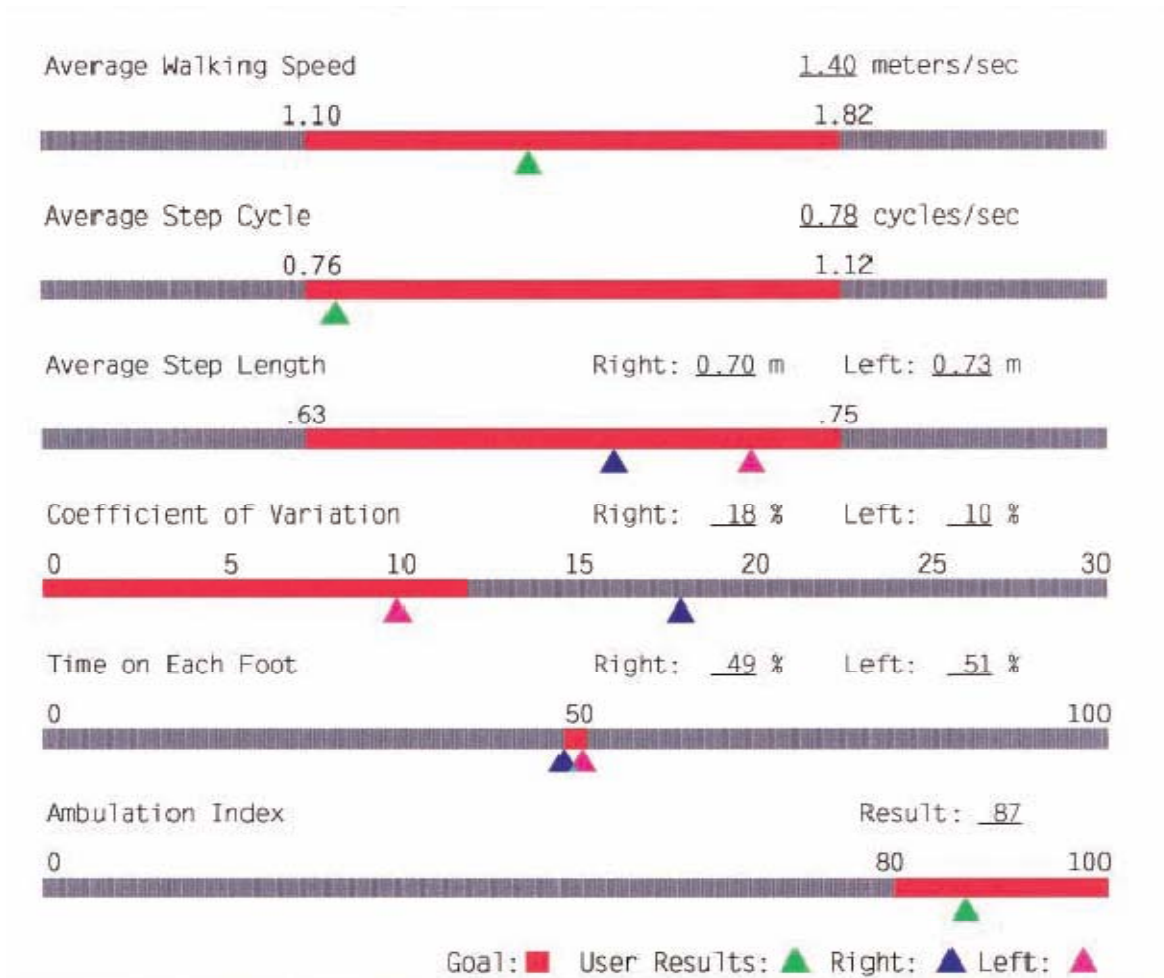 Average Walking Speed 1.40 meters/sec
1.10 1.82
Average Step Cycle 0.78 cycles/sec
0.76 1.12
Average Step Length Right: 0.70 m Left: 0.73 m
.63 .75
Coefficient of Variation Right: 18 % Left: 10 %
0 5 10 15 20 25 30
Time on Each Foot Right: 49 % Left: 51 %
0 50 100
Ambulation Index Result: 87
0 80 100
Goal: User Results: Right: Left: